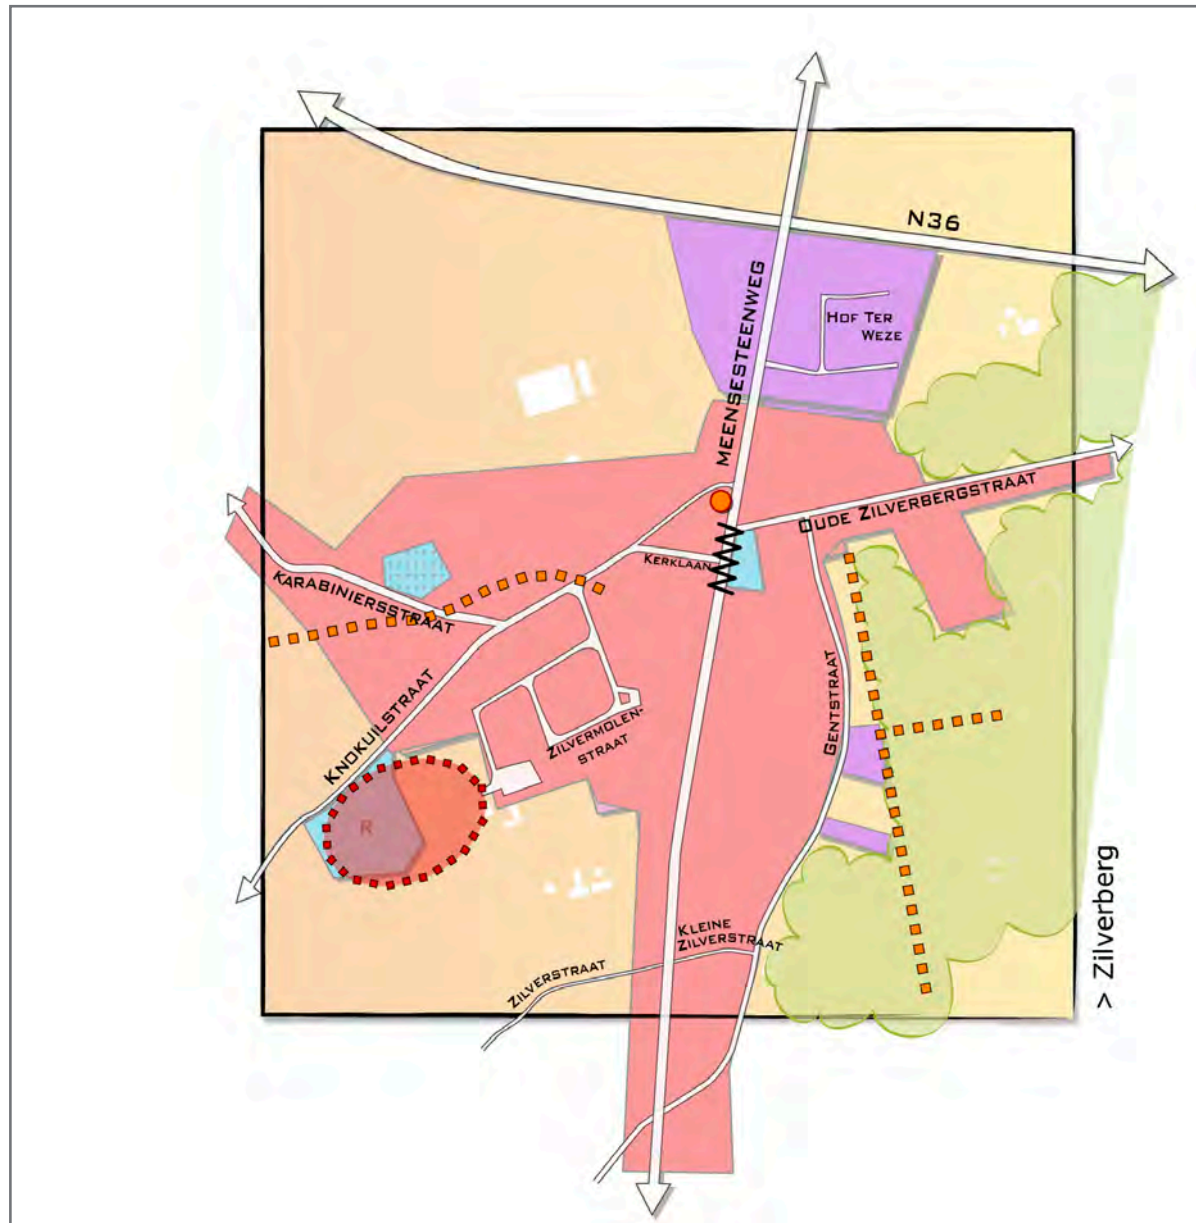 N36
MEENSESTEENWEG
HOF TER
WEZE
OUDE ZILVERBERGSTRAAT
KERKLAAN
KARABINIERSSTRAAT
KNOKUILSTRAAT
ZILVERMOLEN-
STRAAT
GENTSTRAAT
R
KLEINE
ZILVERSTRAAT
ZILVERSTRAAT
> Zilverberg